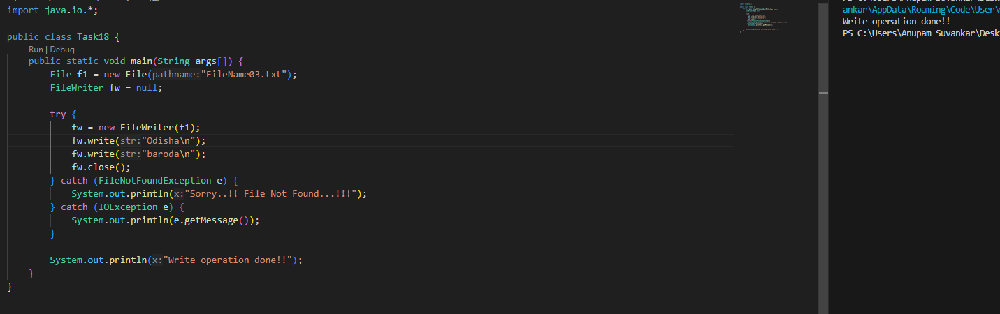 import java.io.*;
public class Task18 {
Run | Debug
public static void main(String args[]) {
File f1 = new File(pathname:"FileName03.txt");
FileWriter fw = null;
try {
fw = new FileWriter(f1);
fw.write(str:"Odisha\n");
fw.write(str:"baroda\n");
fw.close();
} catch (FileNotFoundException e) {
System.out.println(x:"Sorry..!! File Not Found...!!!");
} catch (IOException e) {
System.out.println(e.getMessage());
}
System.out.println(x:"Write operation done!!");
}
}
ankar\AppData\Roaming\Code\User\
Write operation done!!
PS C:\Users\Anupam Suvankar\Desk